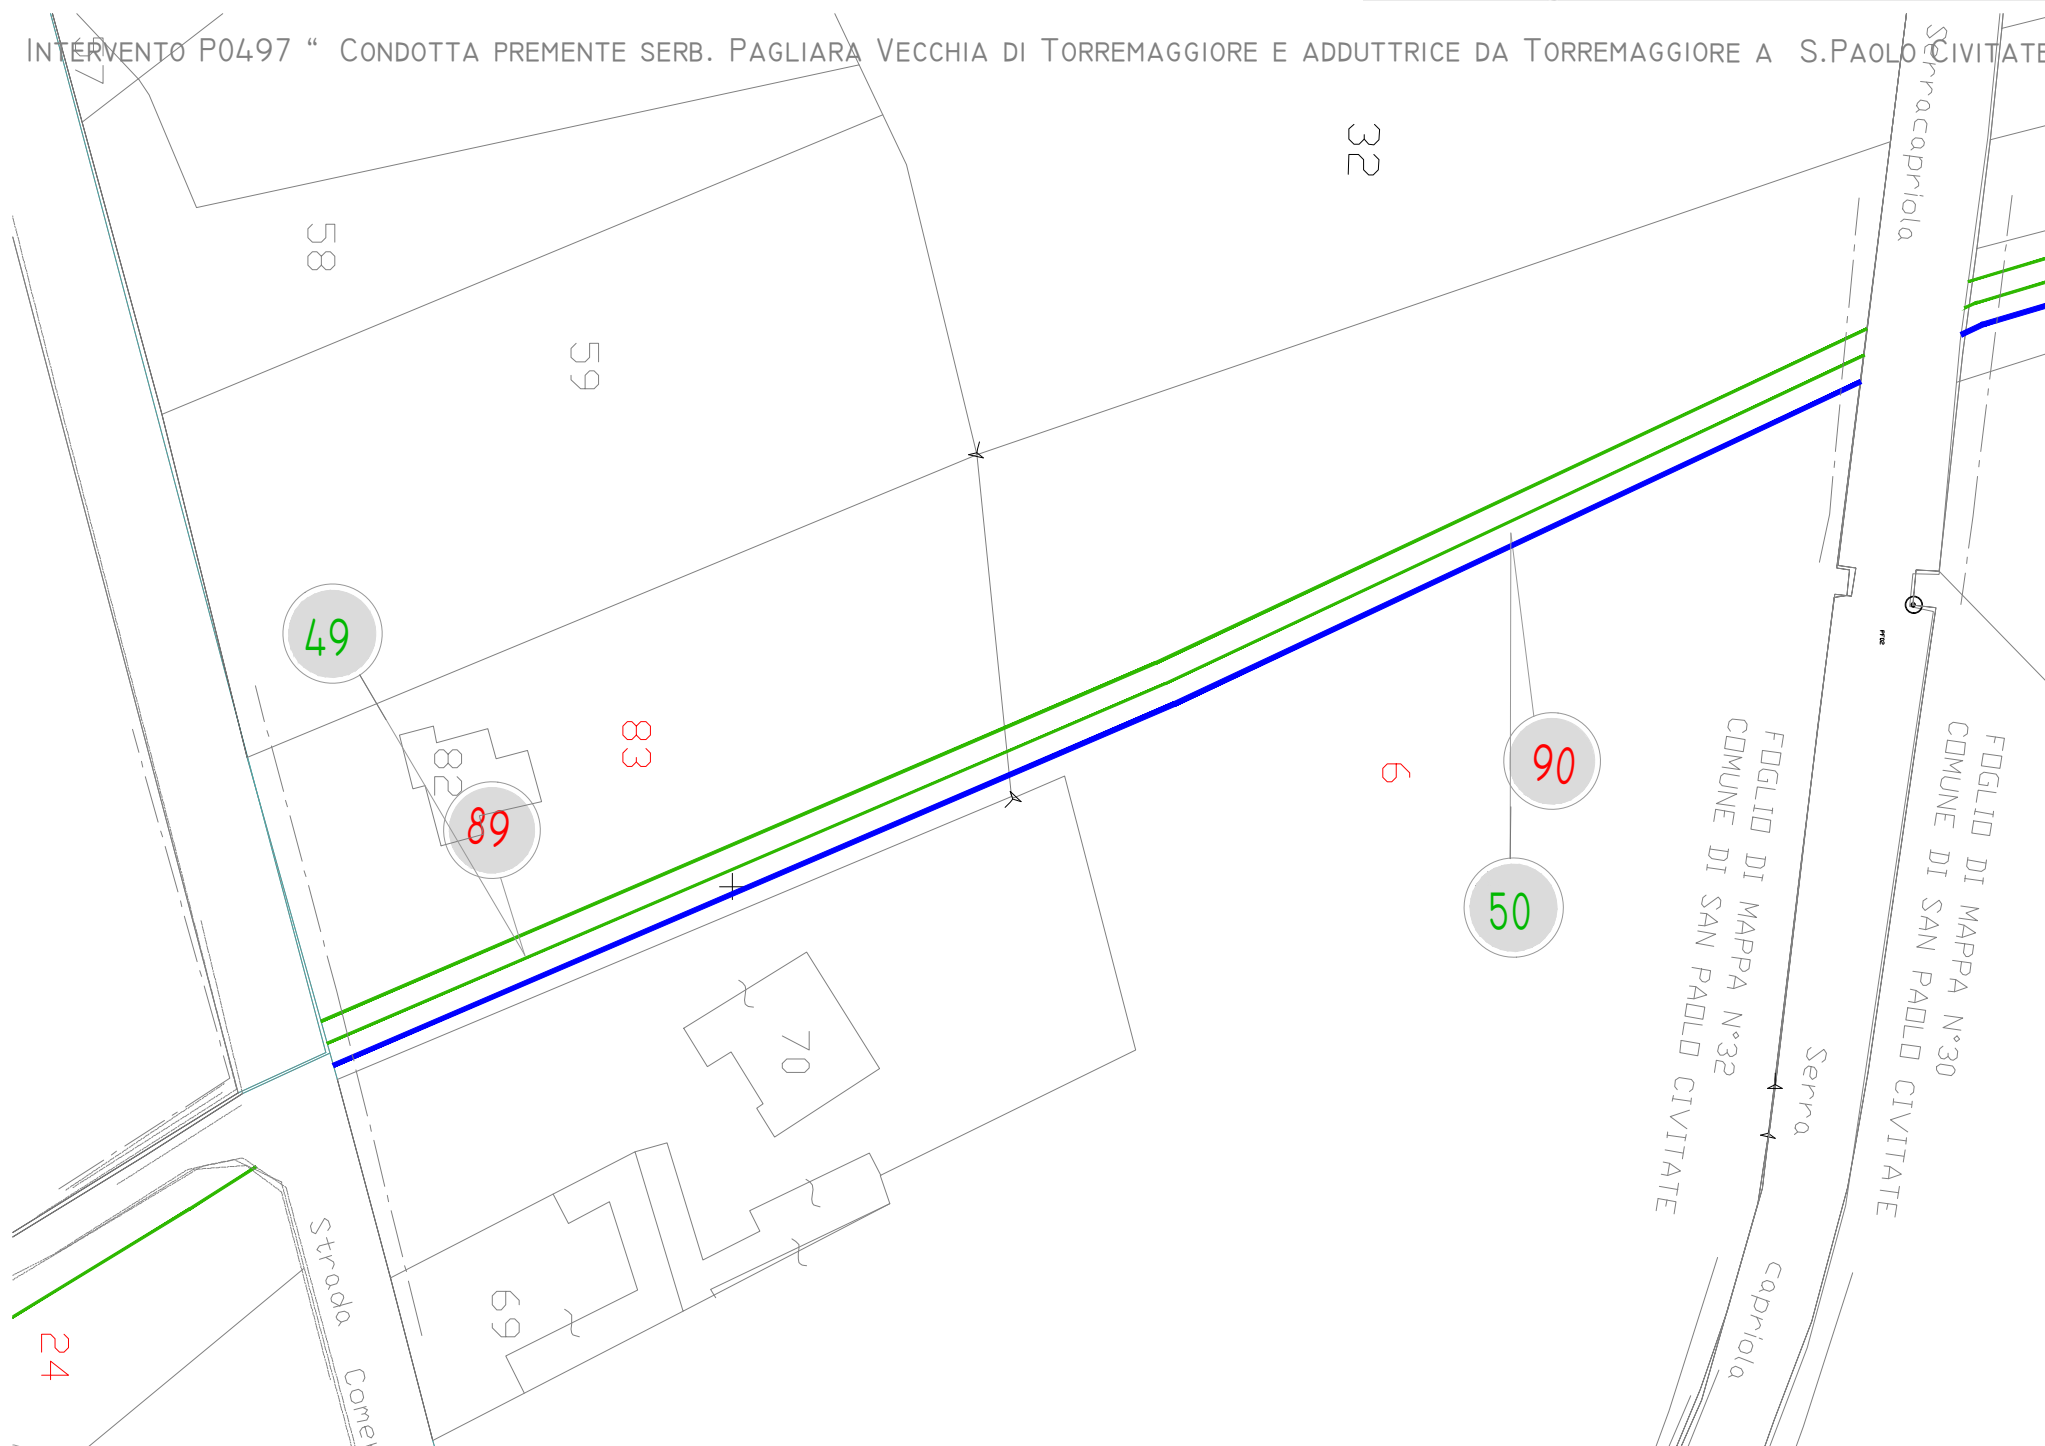 INTERVENTO P0497 “ CONDOTTA PREMENTE SERB. PAGLIARA VECCHIA DI TORREMAGGIORE E ADDUTTRICE DA TORREMAGGIORE A S.PAOLO CIVITATE
Serracapriola
32
58
59
49
83
82
89
6
90
50
PF02
FOGLIO DI MAPPA N°32
COMUNE DI SAN PAOLO CIVITATE
FOGLIO DI MAPPA N°30
COMUNE DI SAN PAOLO CIVITATE
70
Serra
Capriola
69
Strada
24